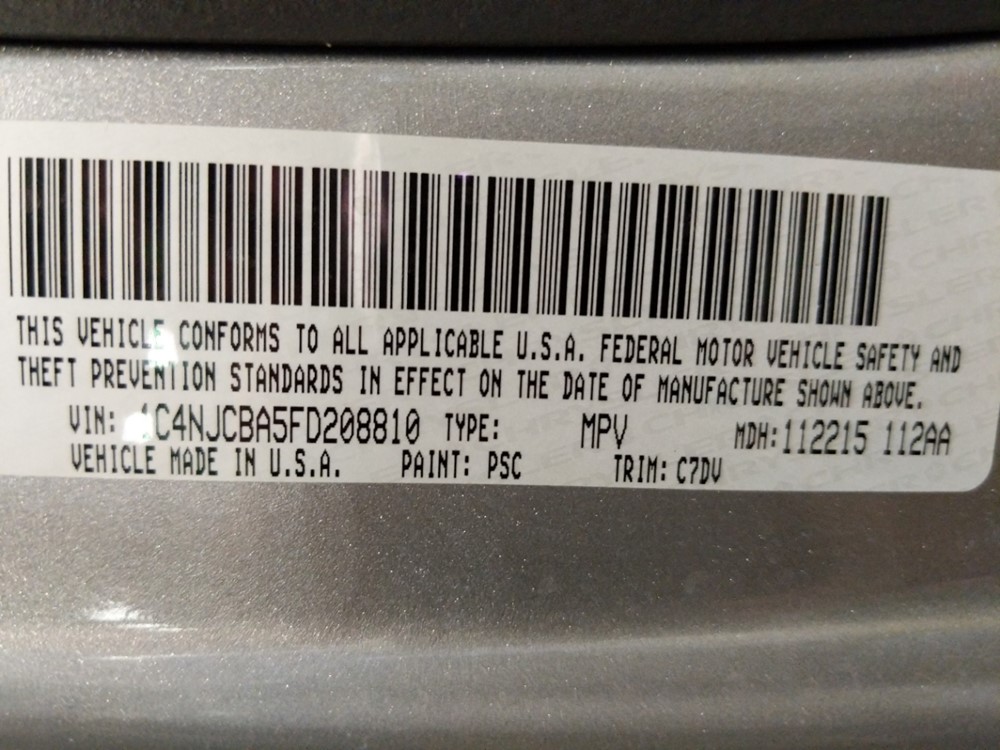 THIS VEHICLE CONFORMS TO ALL APPLICABLE U.S.A. FEDERAL MOTOR VEHICLE SAFETY AND
THEFT PREVENTION STANDARDS IN EFFECT ON THE DATE OF MANUFACTURE SHOWN ABOVE.
VIN: 1C4NJCBA5FD208810 TYPE: MPV MDH:112215 112AA
VEHICLE MADE IN U.S.A. PAINT: PSC TRIM: C7DV